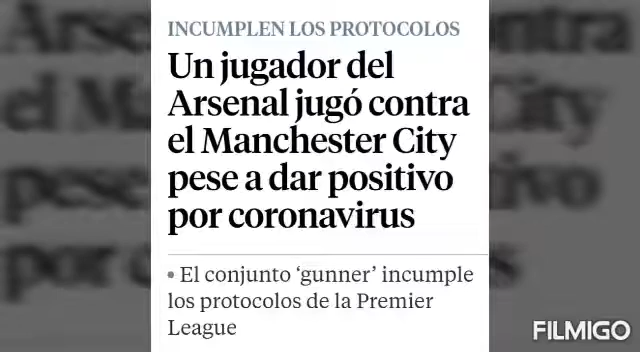 INCUMPLEN LOS PROTOCOLOS
Un jugador del
Arsenal jugó contra
el Manchester City
pese a dar positivo
por coronavirus
• El conjunto ‘gunner’ incumple
los protocolos de la Premier
League
FILMIGO